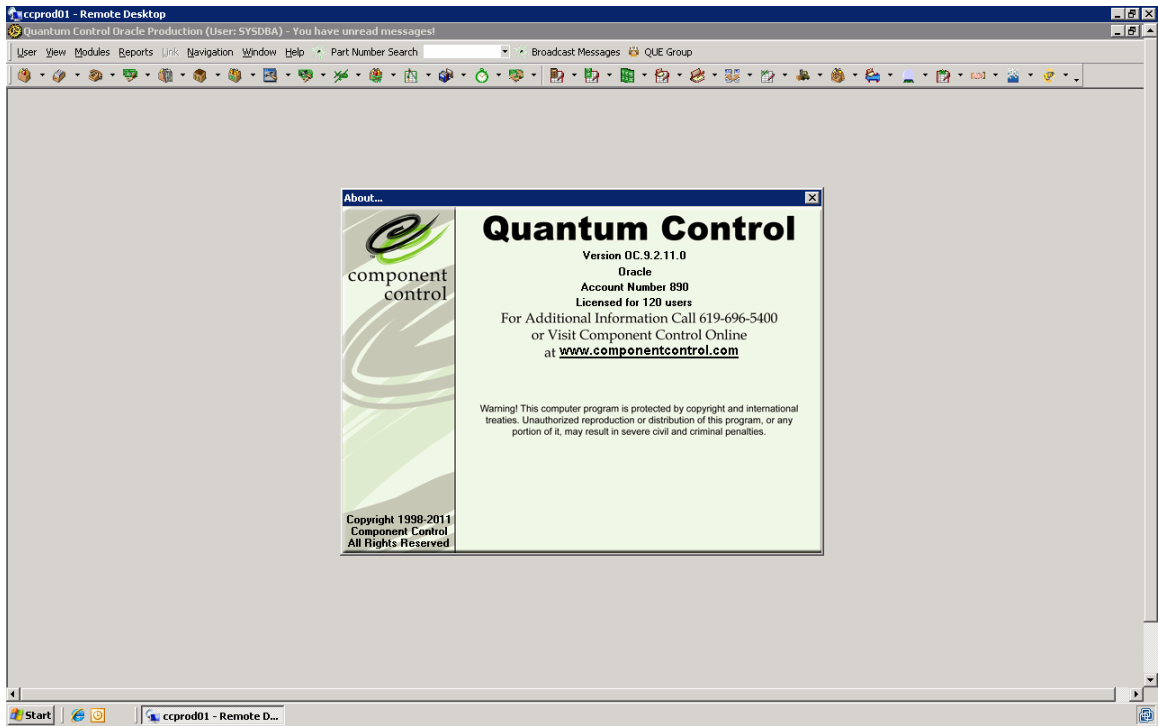 ccprod01 - Remote Desktop
Quantum Control Oracle Production (User: SYSDBA) - You have unread messages!
User View Modules Reports Link Navigation Window Help Part Number Search Broadcast Messages QUE Group
About...
component
control
Quantum Control
Version OC.9.2.11.0
Oracle
Account Number 890
Licensed for 120 users
For Additional Information Call 619-696-5400
or Visit Component Control Online
at www.componentcontrol.com
Warning! This computer program is protected by copyright and international
treaties. Unauthorized reproduction or distribution of this program, or any
portion of it, may result in severe civil and criminal penalties.
Copyright 1998-2011
Component Control
All Rights Reserved
Start
ccprod01 - Remote D...